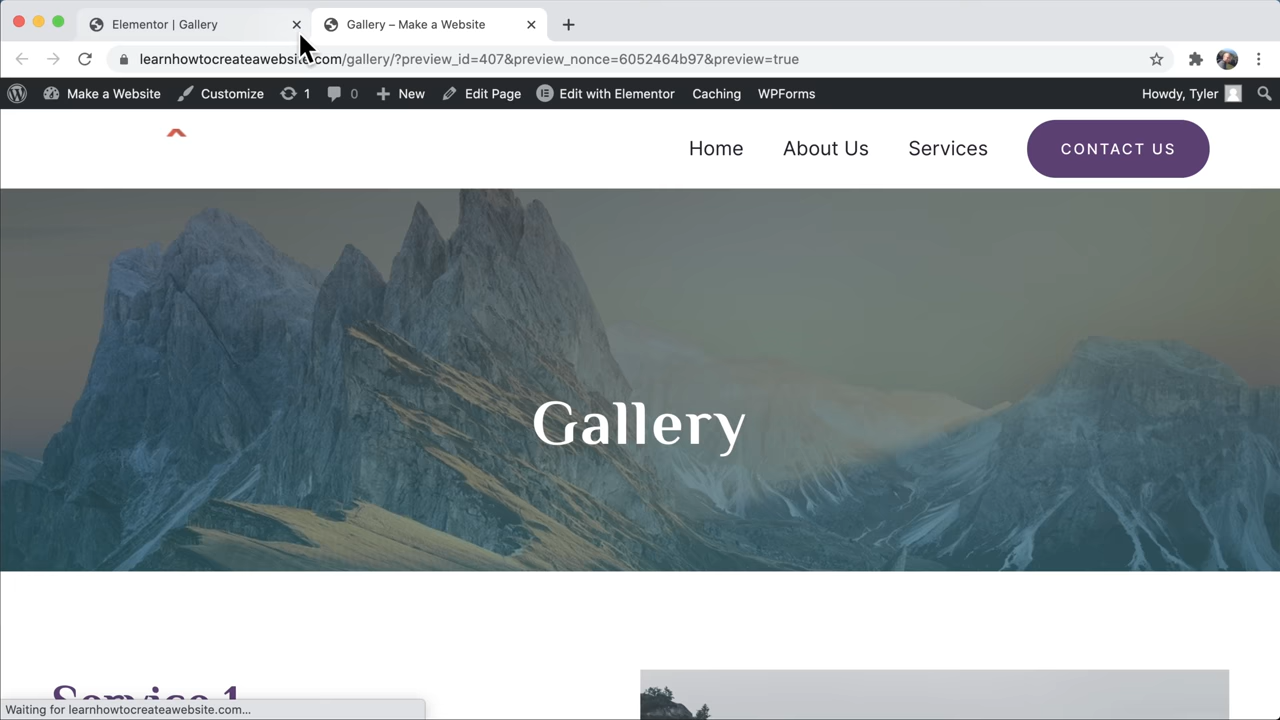 Elementor | Gallery
Gallery – Make a Website
learnhowtocreateawebsite.com/gallery/?preview_id=407&preview_nonce=6052464b97&preview=true
Make a Website Customize 1 0 New Edit Page Edit with Elementor Caching WPForms Howdy, Tyler
Home About Us Services CONTACT US
Gallery
Service 1
Waiting for learnhowtocreateawebsite.com...